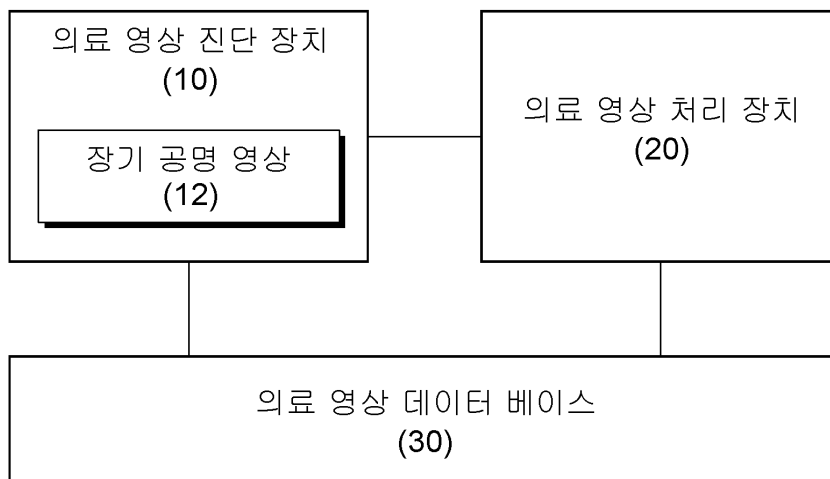 의료 영상 진단 장치
(10)
장기 공명 영상
(12)
의료 영상 처리 장치
(20)
의료 영상 데이터 베이스
(30)